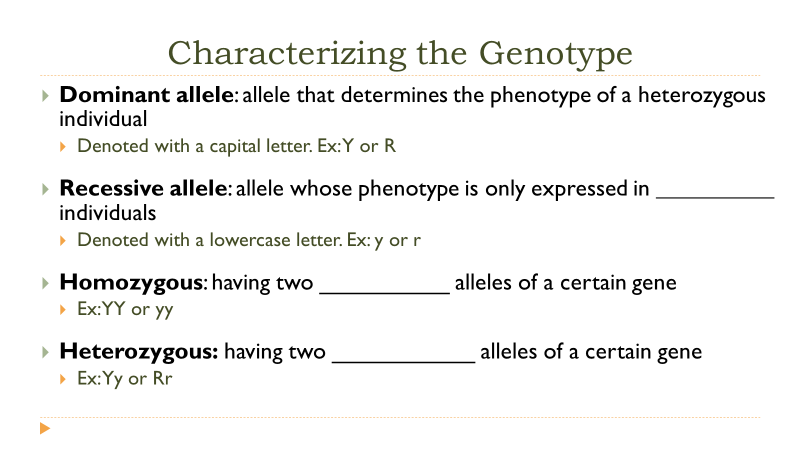 Characterizing the Genotype
Dominant allele: allele that determines the phenotype of a heterozygous
individual
Denoted with a capital letter. Ex: Y or R
Recessive allele: allele whose phenotype is only expressed in ___________
individuals
Denoted with a lowercase letter. Ex: y or r
Homozygous: having two ____________ alleles of a certain gene
Ex: YY or yy
Heterozygous: having two _____________ alleles of a certain gene
Ex: Yy or Rr